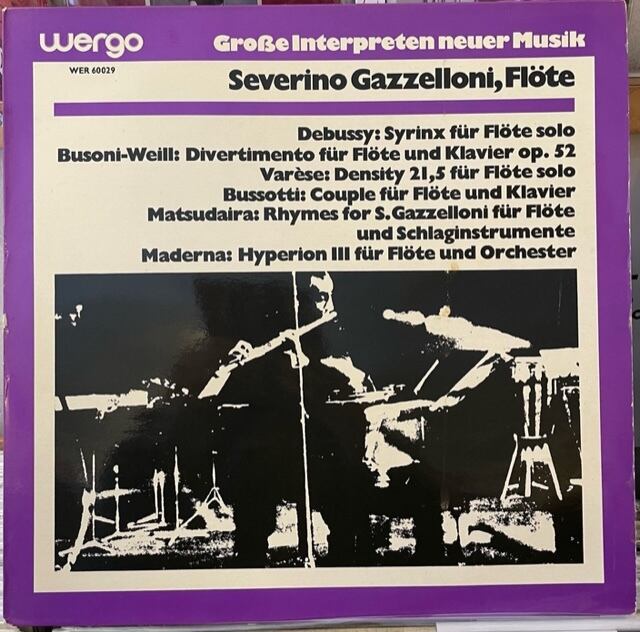 wergo
Große Interpreten neuer Musik
WER 60029
Severino Gazzelloni, Flöte
Debussy: Syrinx für Flöte solo
Busoni-Weill: Divertimento für Flöte und Klavier op. 52
Varèse: Density 21,5 für Flöte solo
Bussotti: Couple für Flöte und Klavier
Matsudaira: Rhymes for S. Gazzelloni für Flöte
und Schlaginstrumente
Maderna: Hyperion III für Flöte und Orchester